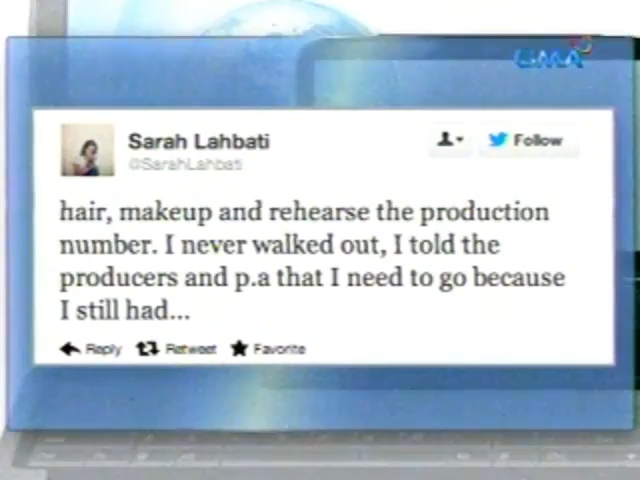 GMA
Sarah Lahbati
@SarahLahbati
Follow
hair, makeup and rehearse the production
number. I never walked out, I told the
producers and p.a that I need to go because
I still had...
Reply Retweet Favorite